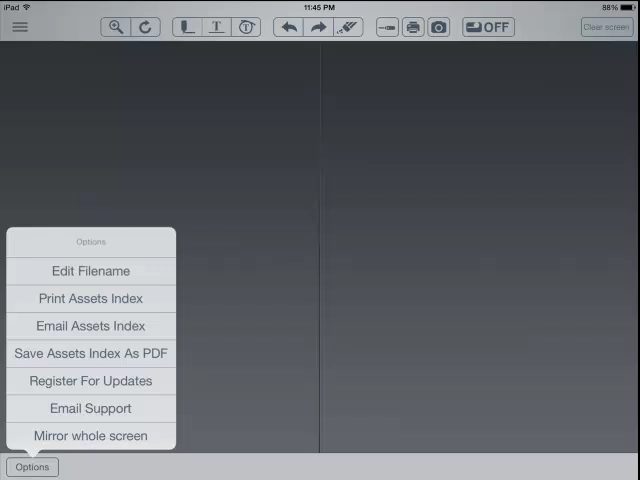 iPad
11:45 PM
88%
T
T
OFF
Clear screen
Options
Edit Filename
Print Assets Index
Email Assets Index
Save Assets Index As PDF
Register For Updates
Email Support
Mirror whole screen
Options